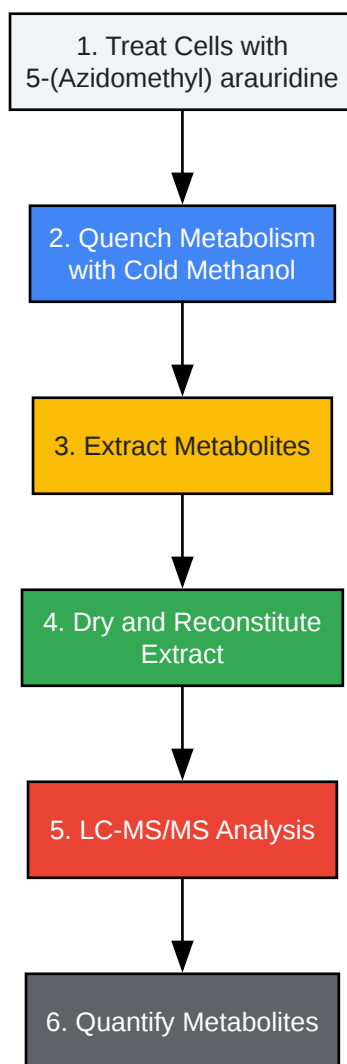 1. Treat Cells with
5-(Azidomethyl) arauridine
2. Quench Metabolism
with Cold Methanol
3. Extract Metabolites
4. Dry and Reconstitute
Extract
5. LC-MS/MS Analysis
6. Quantify Metabolites